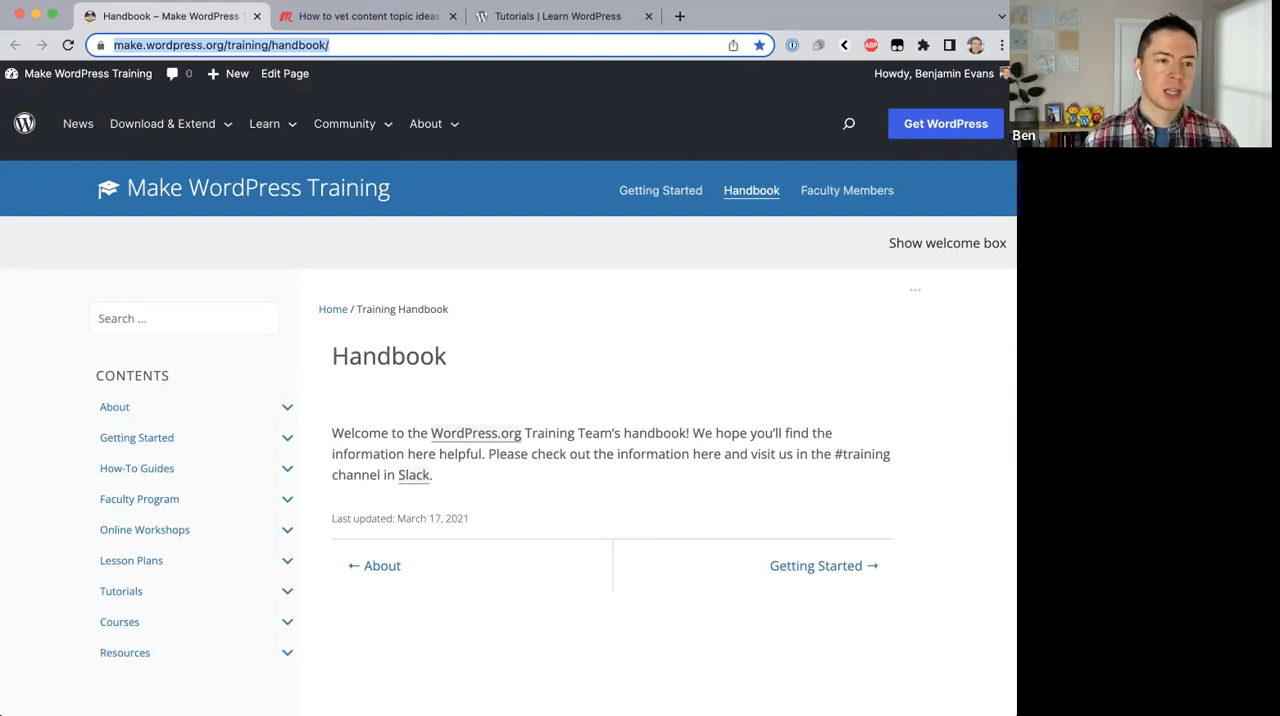 Handbook – Make WordPress T
How to vet content topic ideas
Tutorials | Learn WordPress
make.wordpress.org/training/handbook/
ABP
Make WordPress Training 0 New Edit Page
Howdy, Benjamin Evans
News Download & Extend Learn Community About
Get WordPress
Ben
Make WordPress Training
Getting Started Handbook Faculty Members
Show welcome box
Search ...
CONTENTS
About
Getting Started
How-To Guides
Faculty Program
Online Workshops
Lesson Plans
Tutorials
Courses
Resources
Home / Training Handbook
Handbook
Welcome to the WordPress.org Training Team's handbook! We hope you'll find the
information here helpful. Please check out the information here and visit us in the #training
channel in Slack.
Last updated: March 17, 2021
← About
Getting Started →